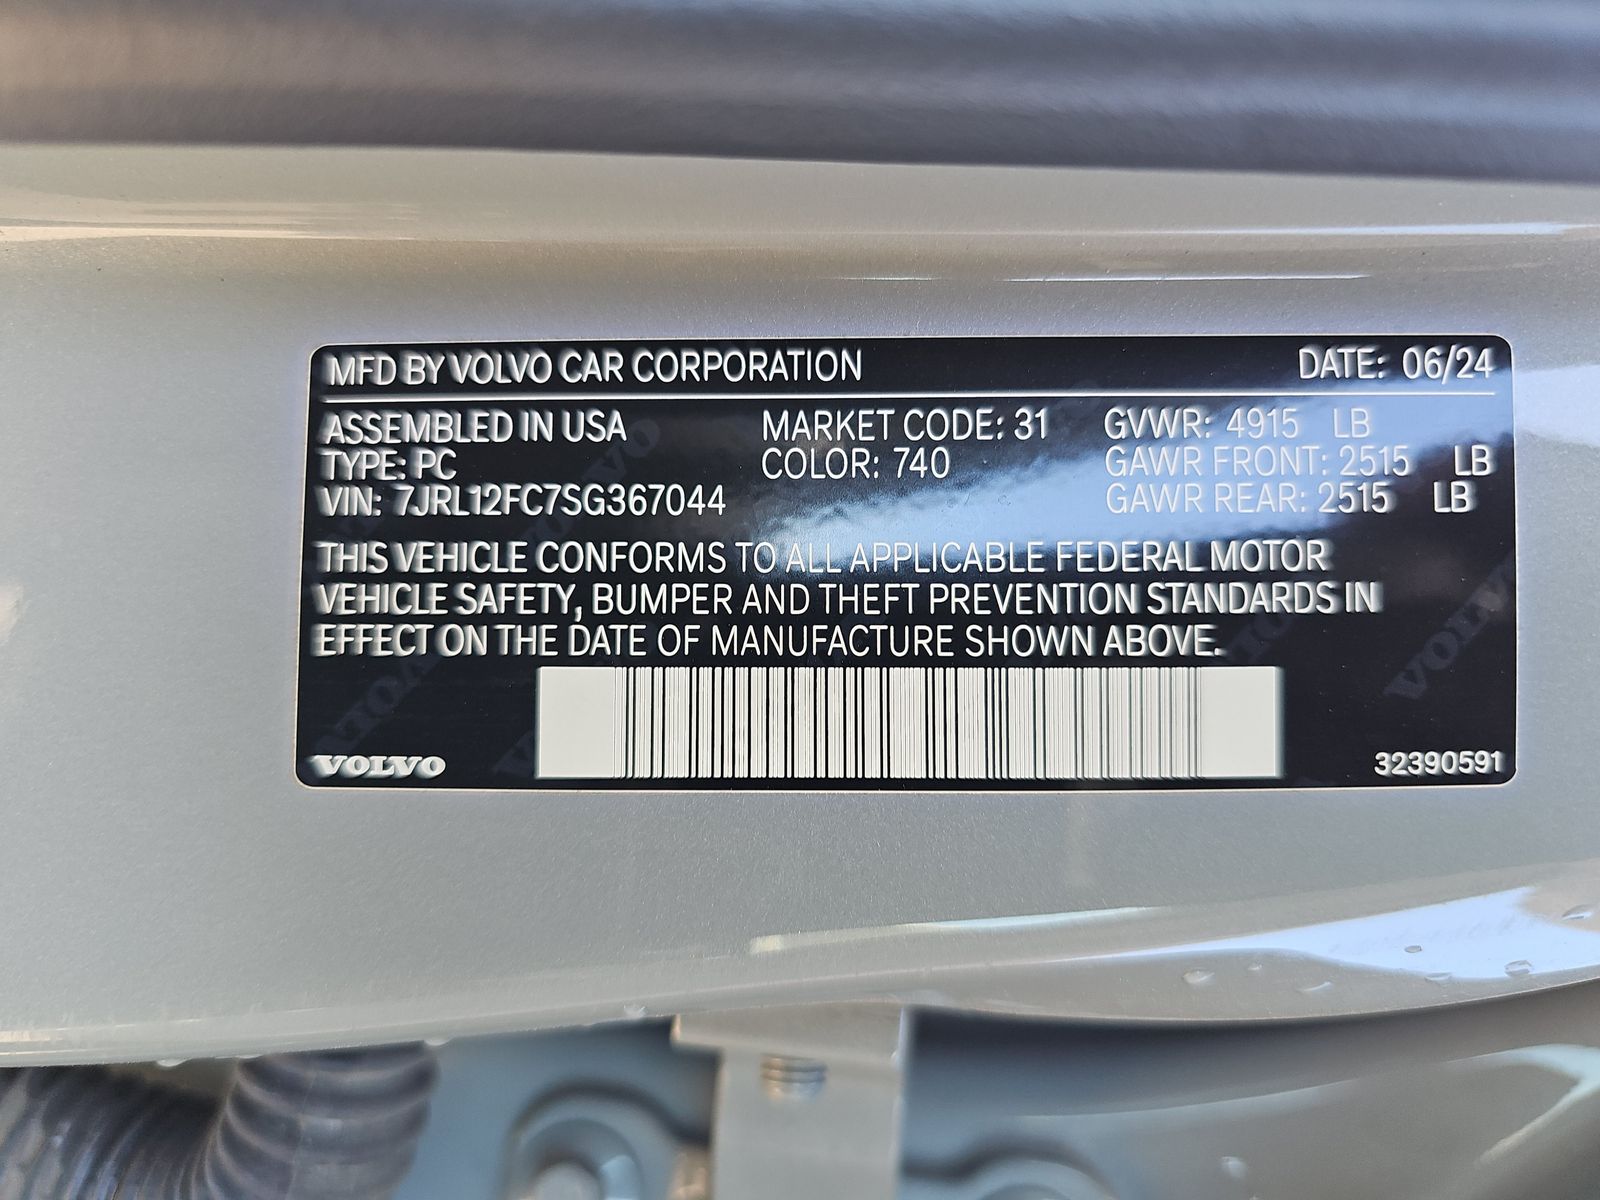 MFD BY VOLVO CAR CORPORATION DATE: 06/24
ASSEMBLED IN USA MARKET CODE: 31 GVWR: 4915 LB
TYPE: PC COLOR: 740 GAWR FRONT: 2515 LB
VIN: 7JRL12FC7SG367044 GAWR REAR: 2515 LB
THIS VEHICLE CONFORMS TO ALL APPLICABLE FEDERAL MOTOR
VEHICLE SAFETY, BUMPER AND THEFT PREVENTION STANDARDS IN
EFFECT ON THE DATE OF MANUFACTURE SHOWN ABOVE.
VOLVO 32390591